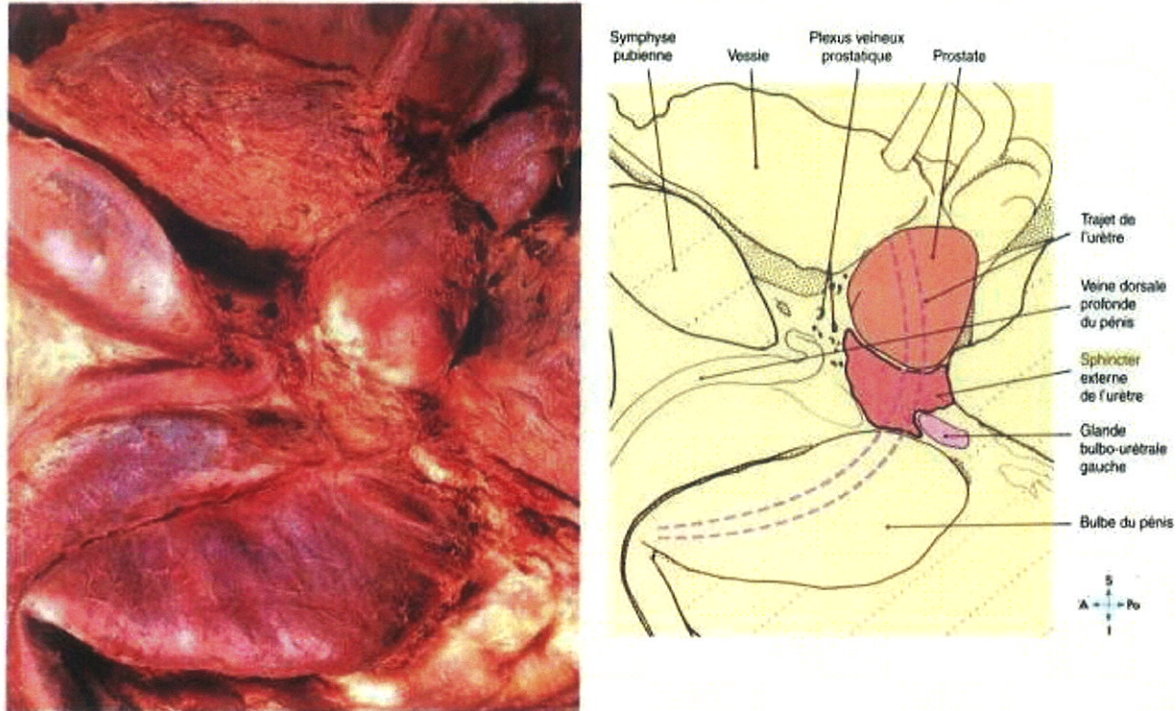 Symphyse
pubienne
Vessie
Plexus veineux
prostatique
Prostate
Trajet de
l'urètre
Veine dorsale
profonde
du pénis
Sphincter
externe
de l'urètre
Glande
bulbo-urétrale
gauche
Bulbe du pénis
S
A Po
I